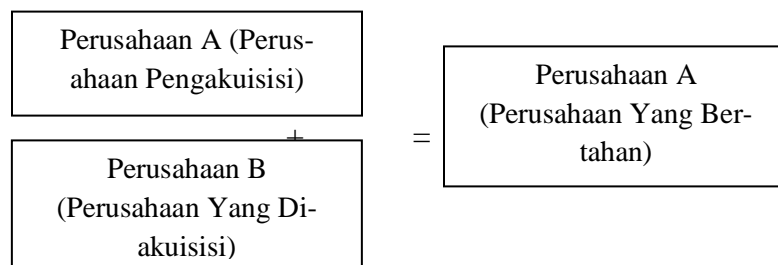 Perusahaan A (Perus-
ahaan Pengakuisisi)
+
Perusahaan B
(Perusahaan Yang Di-
akuisisi)
=
Perusahaan A
(Perusahaan Yang Ber-
tahan)